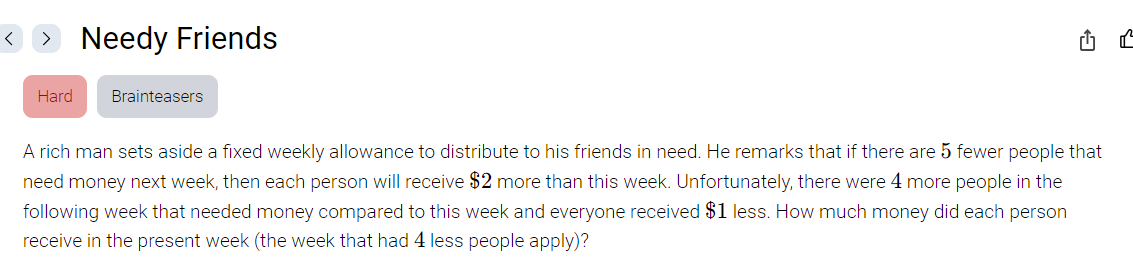 Needy Friends
Hard Brainteasers
A rich man sets aside a fixed weekly allowance to distribute to his friends in need. He remarks that if there are 5 fewer people that
need money next week, then each person will receive $2 more than this week. Unfortunately, there were 4 more people in the
following week that needed money compared to this week and everyone received $1 less. How much money did each person
receive in the present week (the week that had 4 less people apply)?